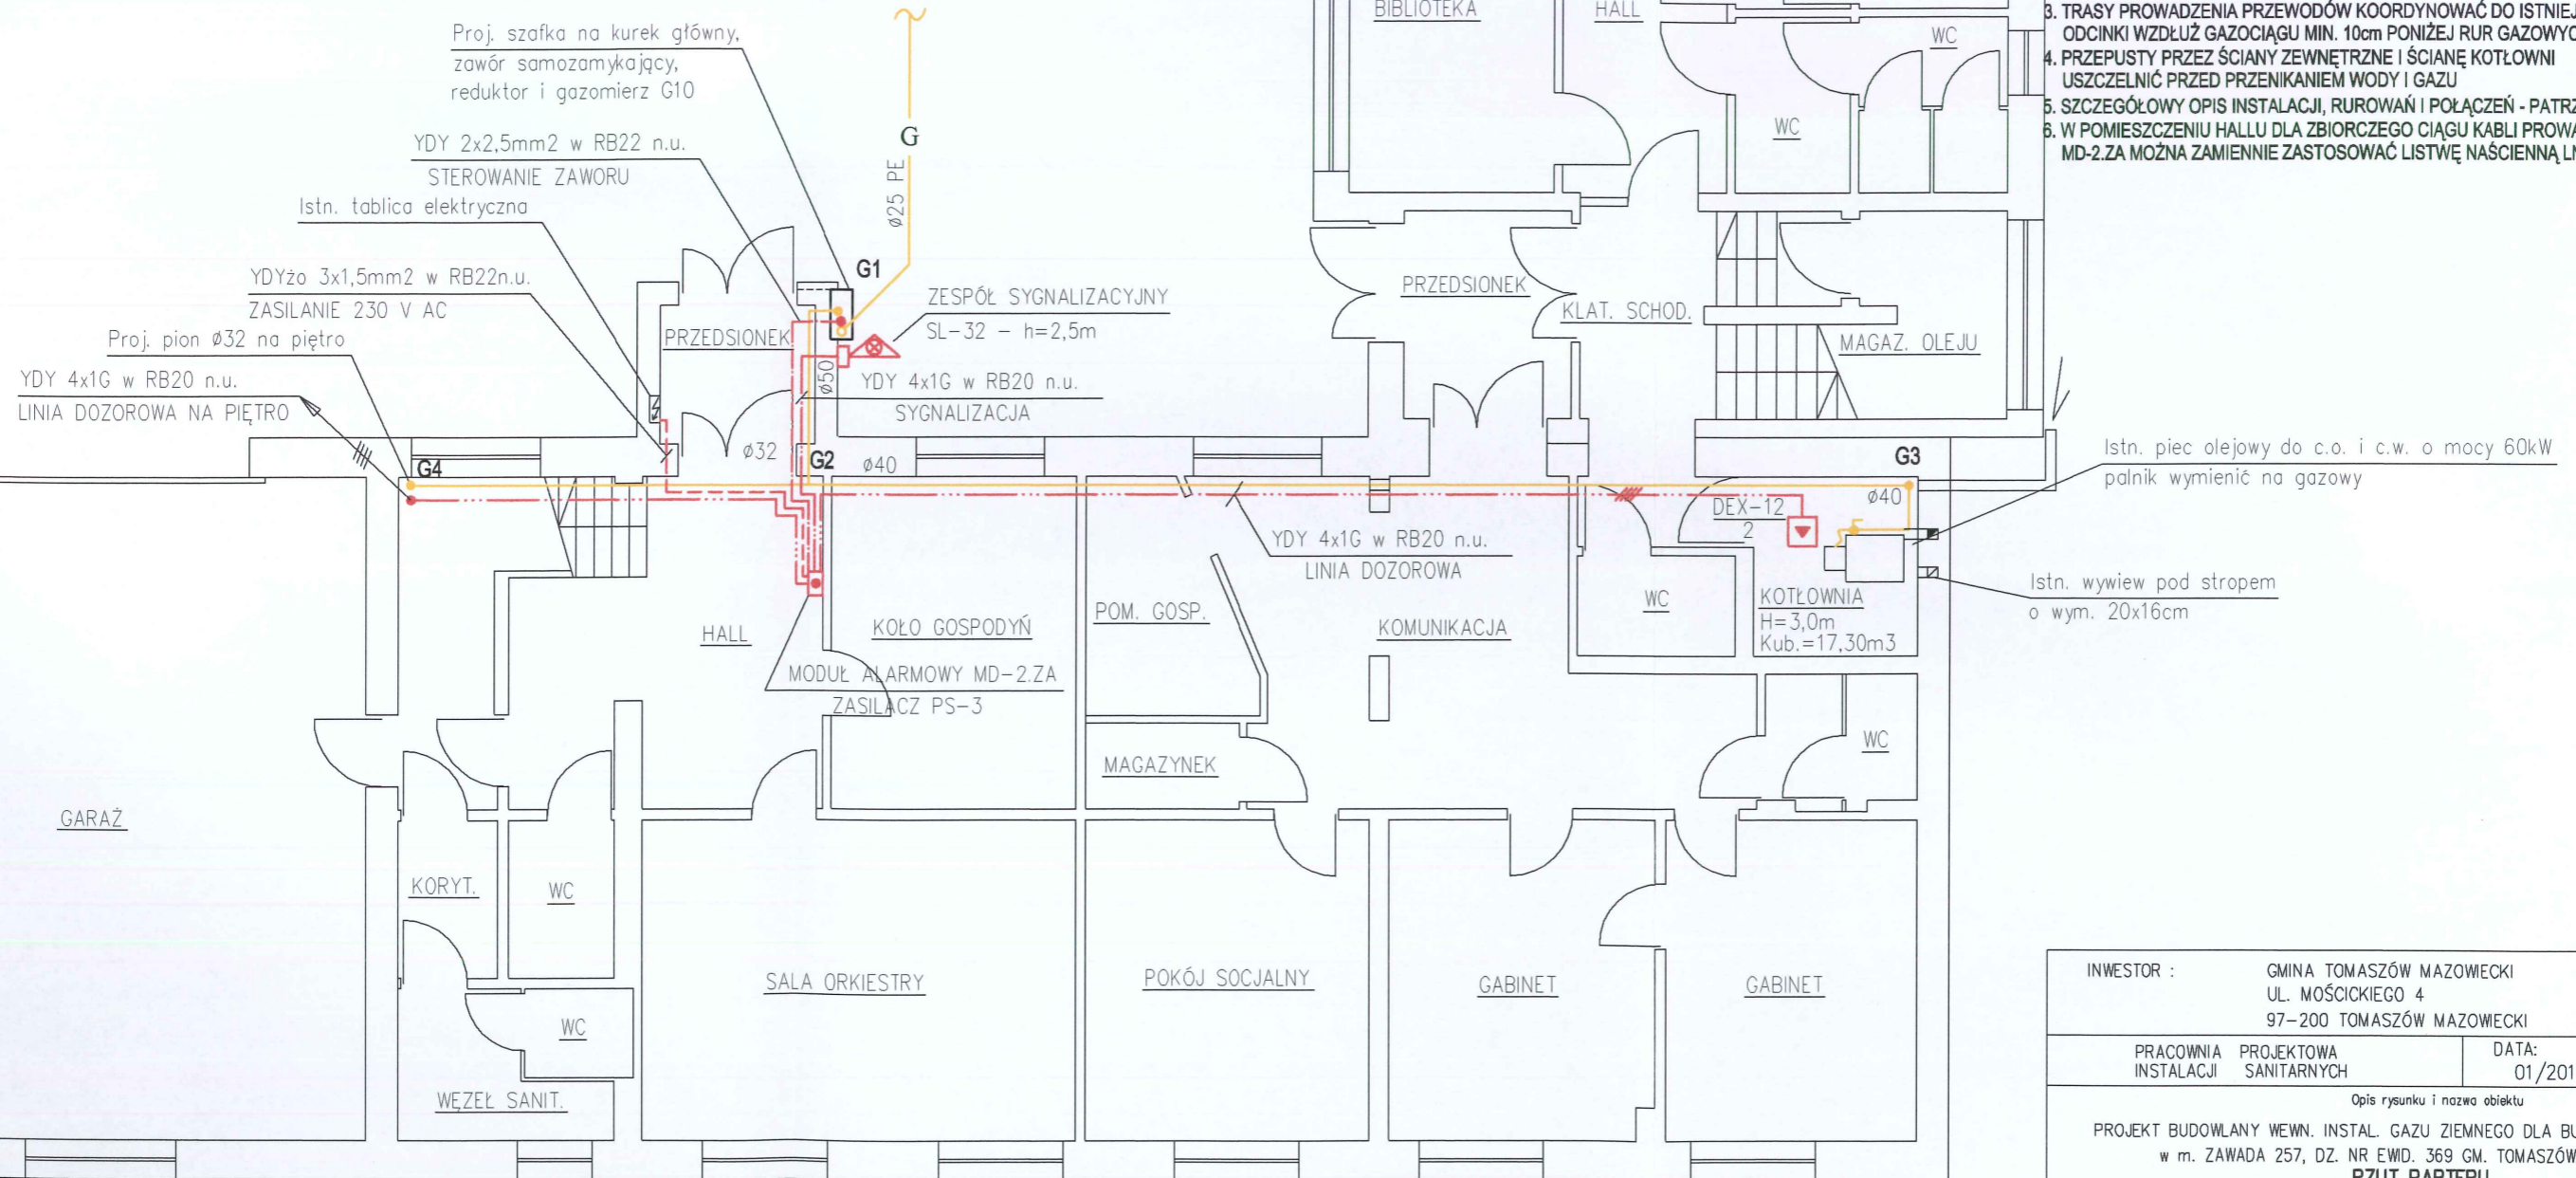 Proj. szafka na kurek główny,
zawór samozamykający,
reduktor i gazomierz G10
YDY 2x2,5mm2 w RB22 n.u.
STEROWANIE ZAWORU
Istn. tablica elektryczna
YDYżo 3x1,5mm2 w RB22n.u.
ZASILANIE 230 V AC
Proj. pion ø32 na piętro
YDY 4x1G w RB20 n.u.
LINIA DOZOROWA NA PIĘTRO
G
ø25 PE
G1
ZESPÓŁ SYGNALIZACYJNY
SL-32 - h=2,5m
PRZEDSIONEK
ø50
YDY 4x1G w RB20 n.u.
SYGNALIZACJA
ø32
G2
ø40
G4
BIBLIOTEKA
HALL
WC
WC
PRZEDSIONEK
KLAT. SCHOD.
MAGAZ. OLEJU
3. TRASY PROWADZENIA PRZEWODÓW KOORDYNOWAĆ DO ISTNIEJ
ODCINKI WZDŁUŻ GAZOCIĄGU MIN. 10cm PONIŻEJ RUR GAZOWYC
4. PRZEPUSTY PRZEZ ŚCIANY ZEWNĘTRZNE I ŚCIANĘ KOTŁOWNI
USZCZELNIĆ PRZED PRZENIKANIEM WODY I GAZU
5. SZCZEGÓŁOWY OPIS INSTALACJI, RUROWAŃ I POŁĄCZEŃ - PATRZ
6. W POMIESZCZENIU HALLU DLA ZBIORCZEGO CIĄGU KABLI PROWA
MD-2.ZA MOŻNA ZAMIENNIE ZASTOSOWAĆ LISTWĘ NAŚCIENNĄ LN
G3
Istn. piec olejowy do c.o. i c.w. o mocy 60kW
palnik wymienić na gazowy
ø40
DEX-12
2
YDY 4x1G w RB20 n.u.
LINIA DOZOROWA
Istn. wywiew pod stropem
o wym. 20x16cm
KOTŁOWNIA
H=3,0m
Kub.=17,30m3
WC
HALL
KOŁO GOSPODYŃ
POM. GOSP.
KOMUNIKACJA
MODUŁ ALARMOWY MD-2.ZA
ZASILACZ PS-3
MAGAZYNEK
WC
GARAŻ
KORYT.
WC
SALA ORKIESTRY
POKÓJ SOCJALNY
GABINET
GABINET
WC
WĘZEŁ SANIT.
INWESTOR :
GMINA TOMASZÓW MAZOWIECKI
UL. MOŚCICKIEGO 4
97-200 TOMASZÓW MAZOWIECKI
PRACOWNIA PROJEKTOWA
INSTALACJI SANITARNYCH
DATA:
01/201
Opis rysunku i nazwa obiektu
PROJEKT BUDOWLANY WEWN. INSTAL. GAZU ZIEMNEGO DLA BU
w m. ZAWADA 257, DZ. NR EWID. 369 GM. TOMASZÓW
RZUT PARTERU